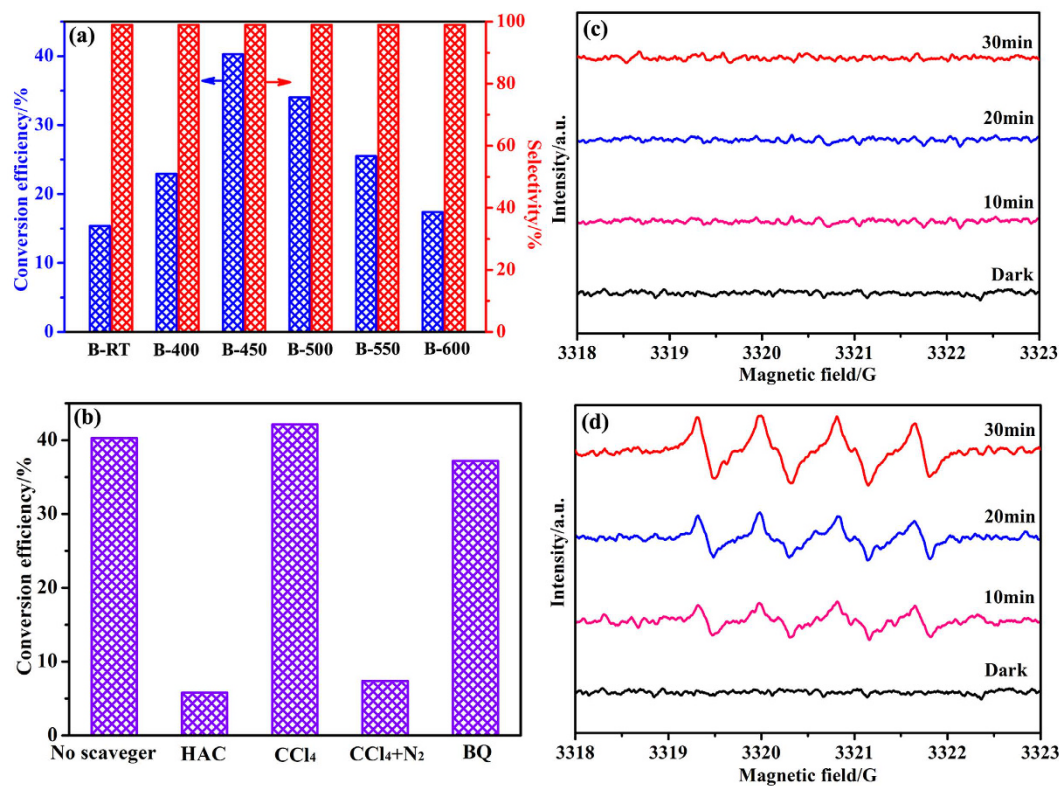 (a)
Conversion efficiency/%
0
10
20
30
40
B-RT B-400 B-450 B-500 B-550 B-600
0
20
40
60
80
100
Selectivity/%
(c)
Intensity/a.u.
30min
20min
10min
Dark
3318 3319 3320 3321 3322 3323
Magnetic field/G
(b)
Conversion efficiency/%
0
10
20
30
40
No scaveger HAC CCl₄ CCl₄+N₂ BQ
(d)
Intensity/a.u.
30min
20min
10min
Dark
3318 3319 3320 3321 3322 3323
Magnetic field/G